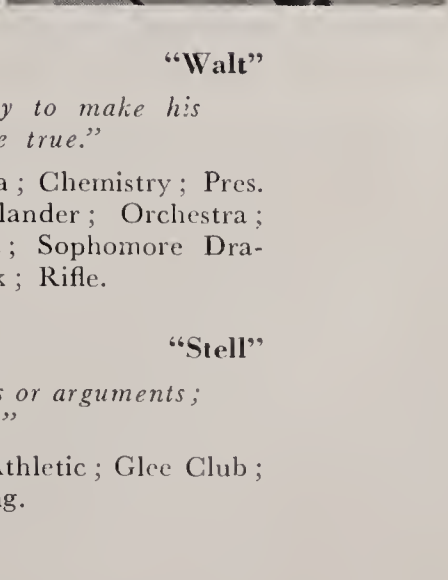 “Walt”
y to make his
e true.”
a ; Chemistry ; Pres.
lander ; Orchestra ;
; Sophomore Dra-
k ; Rifle.
“Stell”
s or arguments ;
”
Athletic ; Glee Club ;
g.